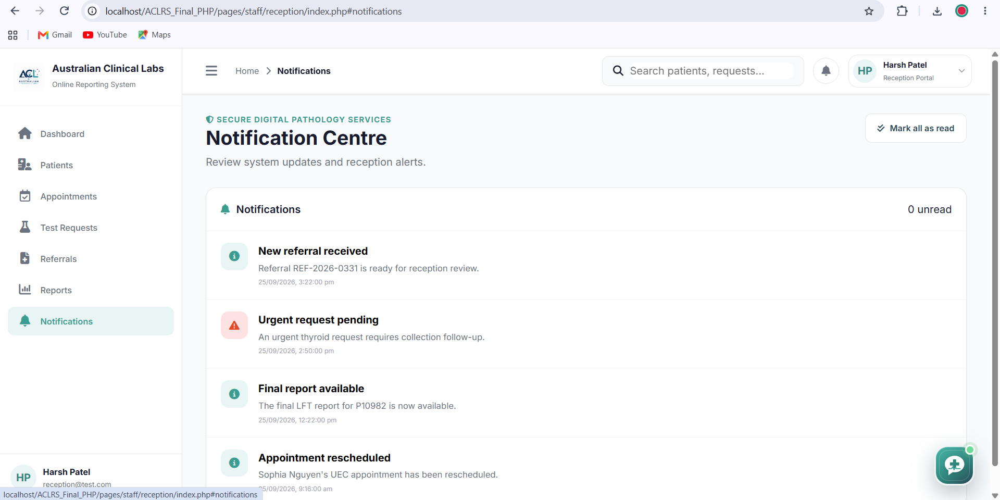 localhost/ACLRS_Final_PHP/pages/staff/reception/index.php#notifications
Gmail
YouTube
Maps
ACL
AUSTRALIAN
Australian Clinical Labs
Online Reporting System
Home
Notifications
Search patients, requests...
HP
Harsh Patel
Reception Portal
Dashboard
Patients
Appointments
Test Requests
Referrals
Reports
Notifications
SECURE DIGITAL PATHOLOGY SERVICES
Notification Centre
Review system updates and reception alerts.
Mark all as read
Notifications
0 unread
New referral received
Referral REF-2026-0331 is ready for reception review.
25/09/2026, 3:22:00 pm
Urgent request pending
An urgent thyroid request requires collection follow-up.
25/09/2026, 2:50:00 pm
Final report available
The final LFT report for P10982 is now available.
25/09/2026, 12:22:00 pm
Appointment rescheduled
Sophia Nguyen's UEC appointment has been rescheduled.
5/09/2026, 9:16:00 am
HP
Harsh Patel
reception@test.com
localhost/ACLRS_Final_PHP/pages/staff/reception/index.php#notifications